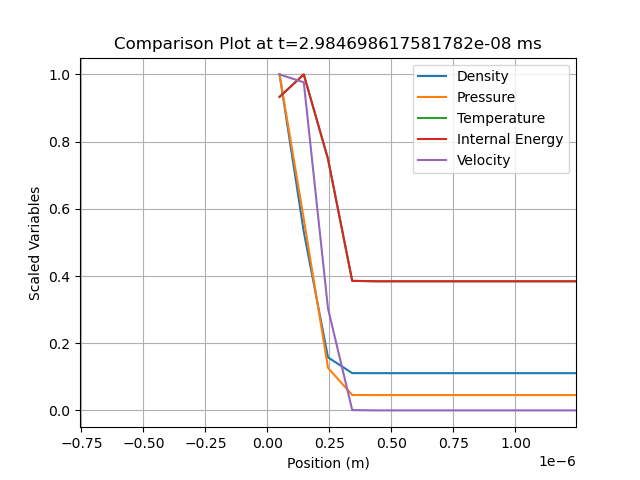 Comparison Plot at t=2.984698617581782e-08 ms
1.0
0.8
0.6
0.4
0.2
0.0
Scaled Variables
Density
Pressure
Temperature
Internal Energy
Velocity
−0.75 −0.50 −0.25 0.00 0.25 0.50 0.75 1.00
1e−6
Position (m)